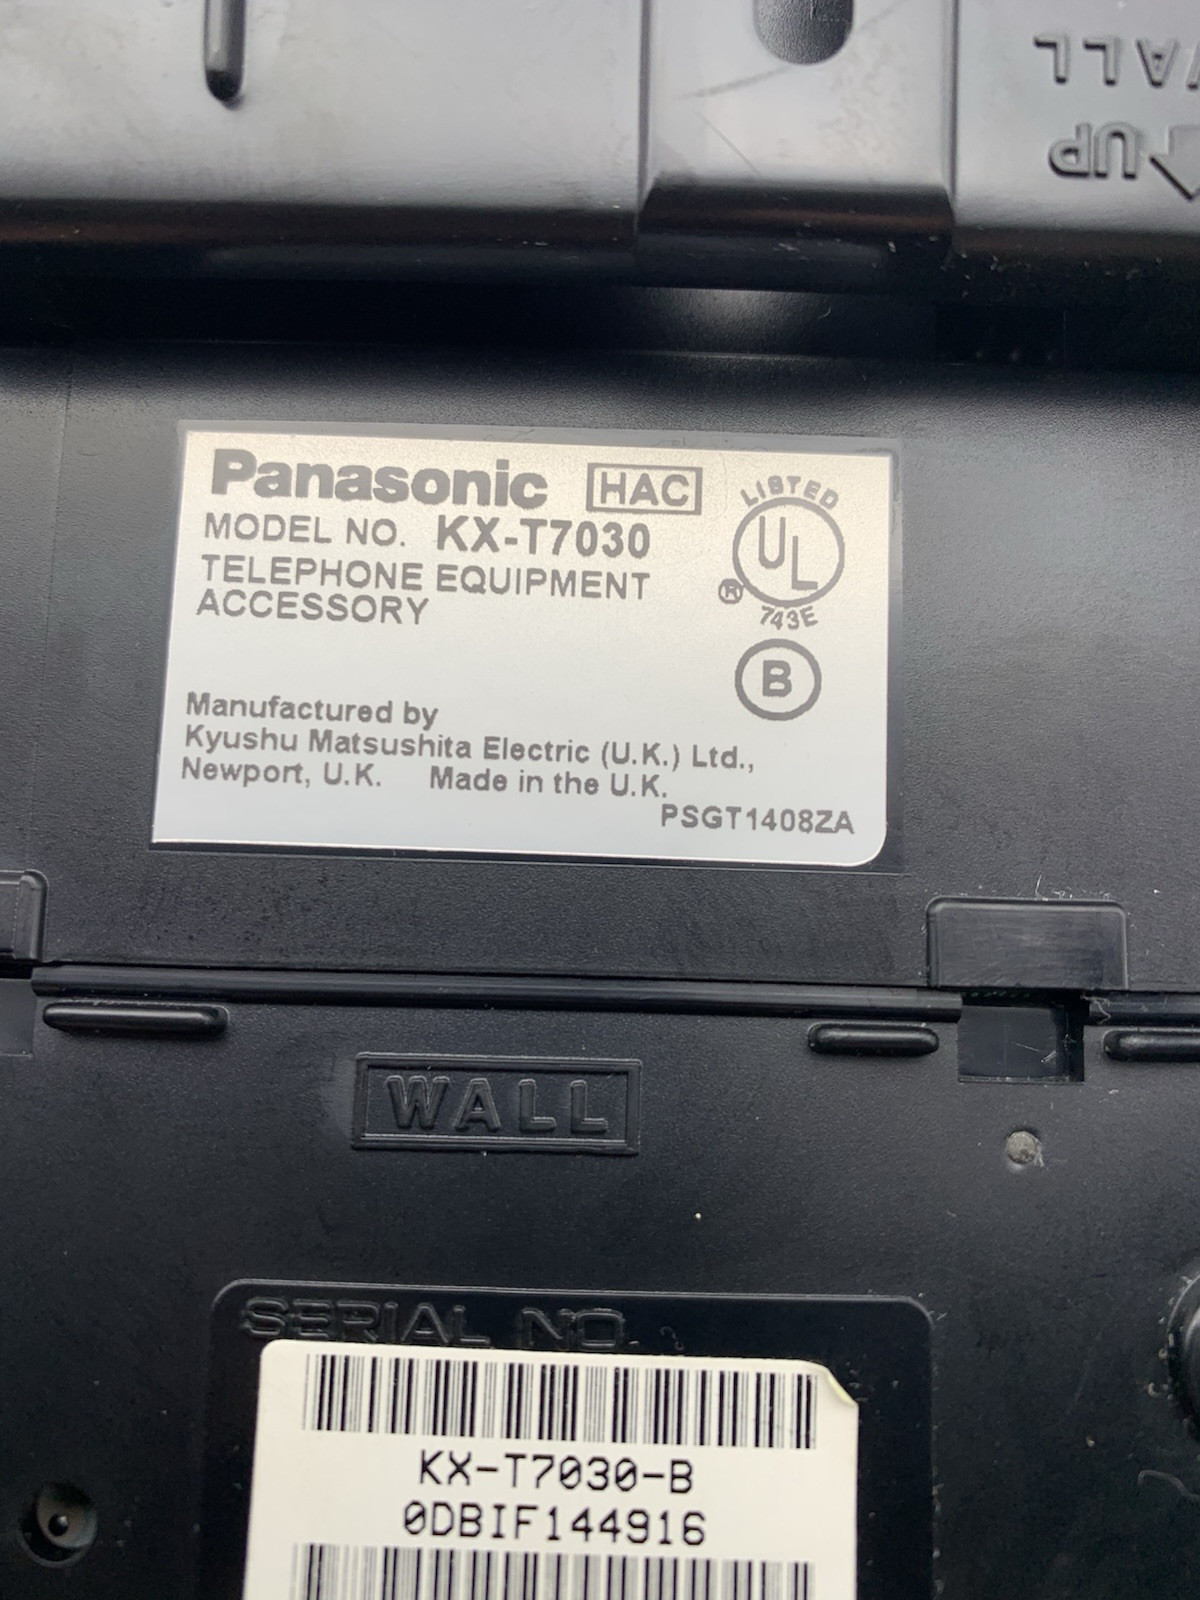 WALL
UP
Panasonic HAC
MODEL NO. KX-T7030
TELEPHONE EQUIPMENT
ACCESSORY
LISTED
UL
®
743E
B
Manufactured by
Kyushu Matsushita Electric (U.K.) Ltd.,
Newport, U.K. Made in the U.K.
PSGT1408ZA
WALL
SERIAL NO.
KX-T7030-B
0DBIF144916